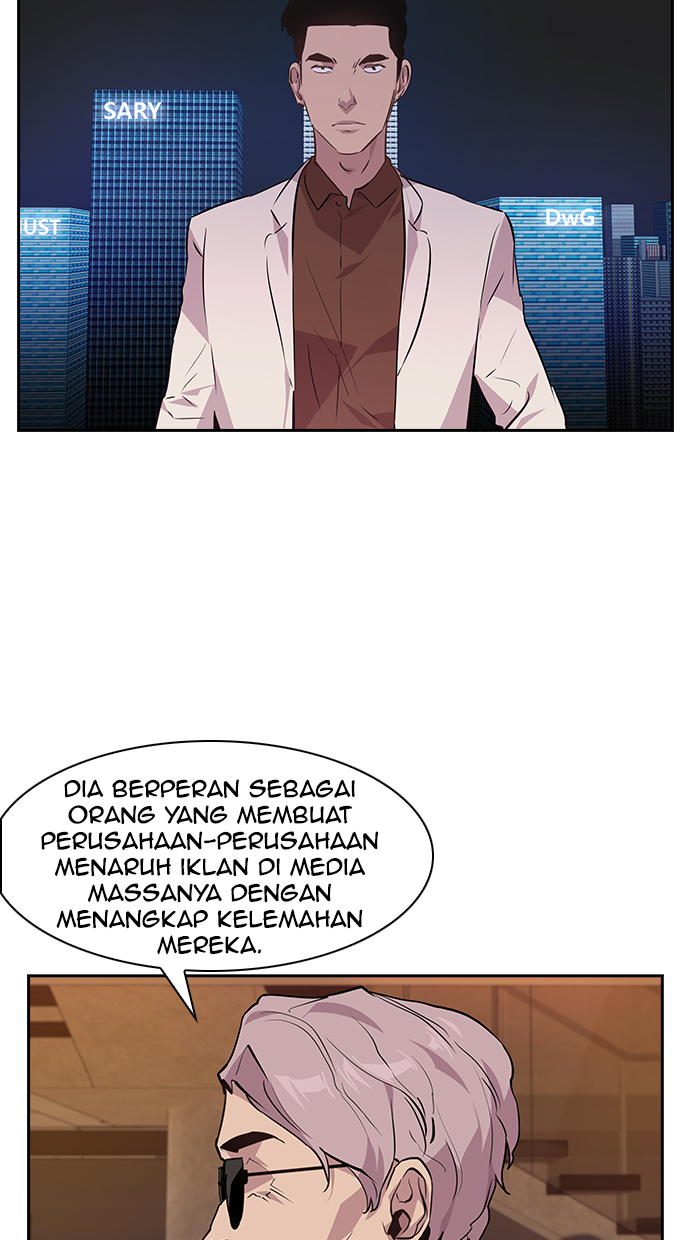 SARY
UST
DwG
DIA BERPERAN SEBAGAI
ORANG YANG MEMBUAT
PERUSAHAAN-PERUSAHAAN
MENARUH IKLAN DI MEDIA
MASSANYA DENGAN
MENANGKAP KELEMAHAN
MEREKA.